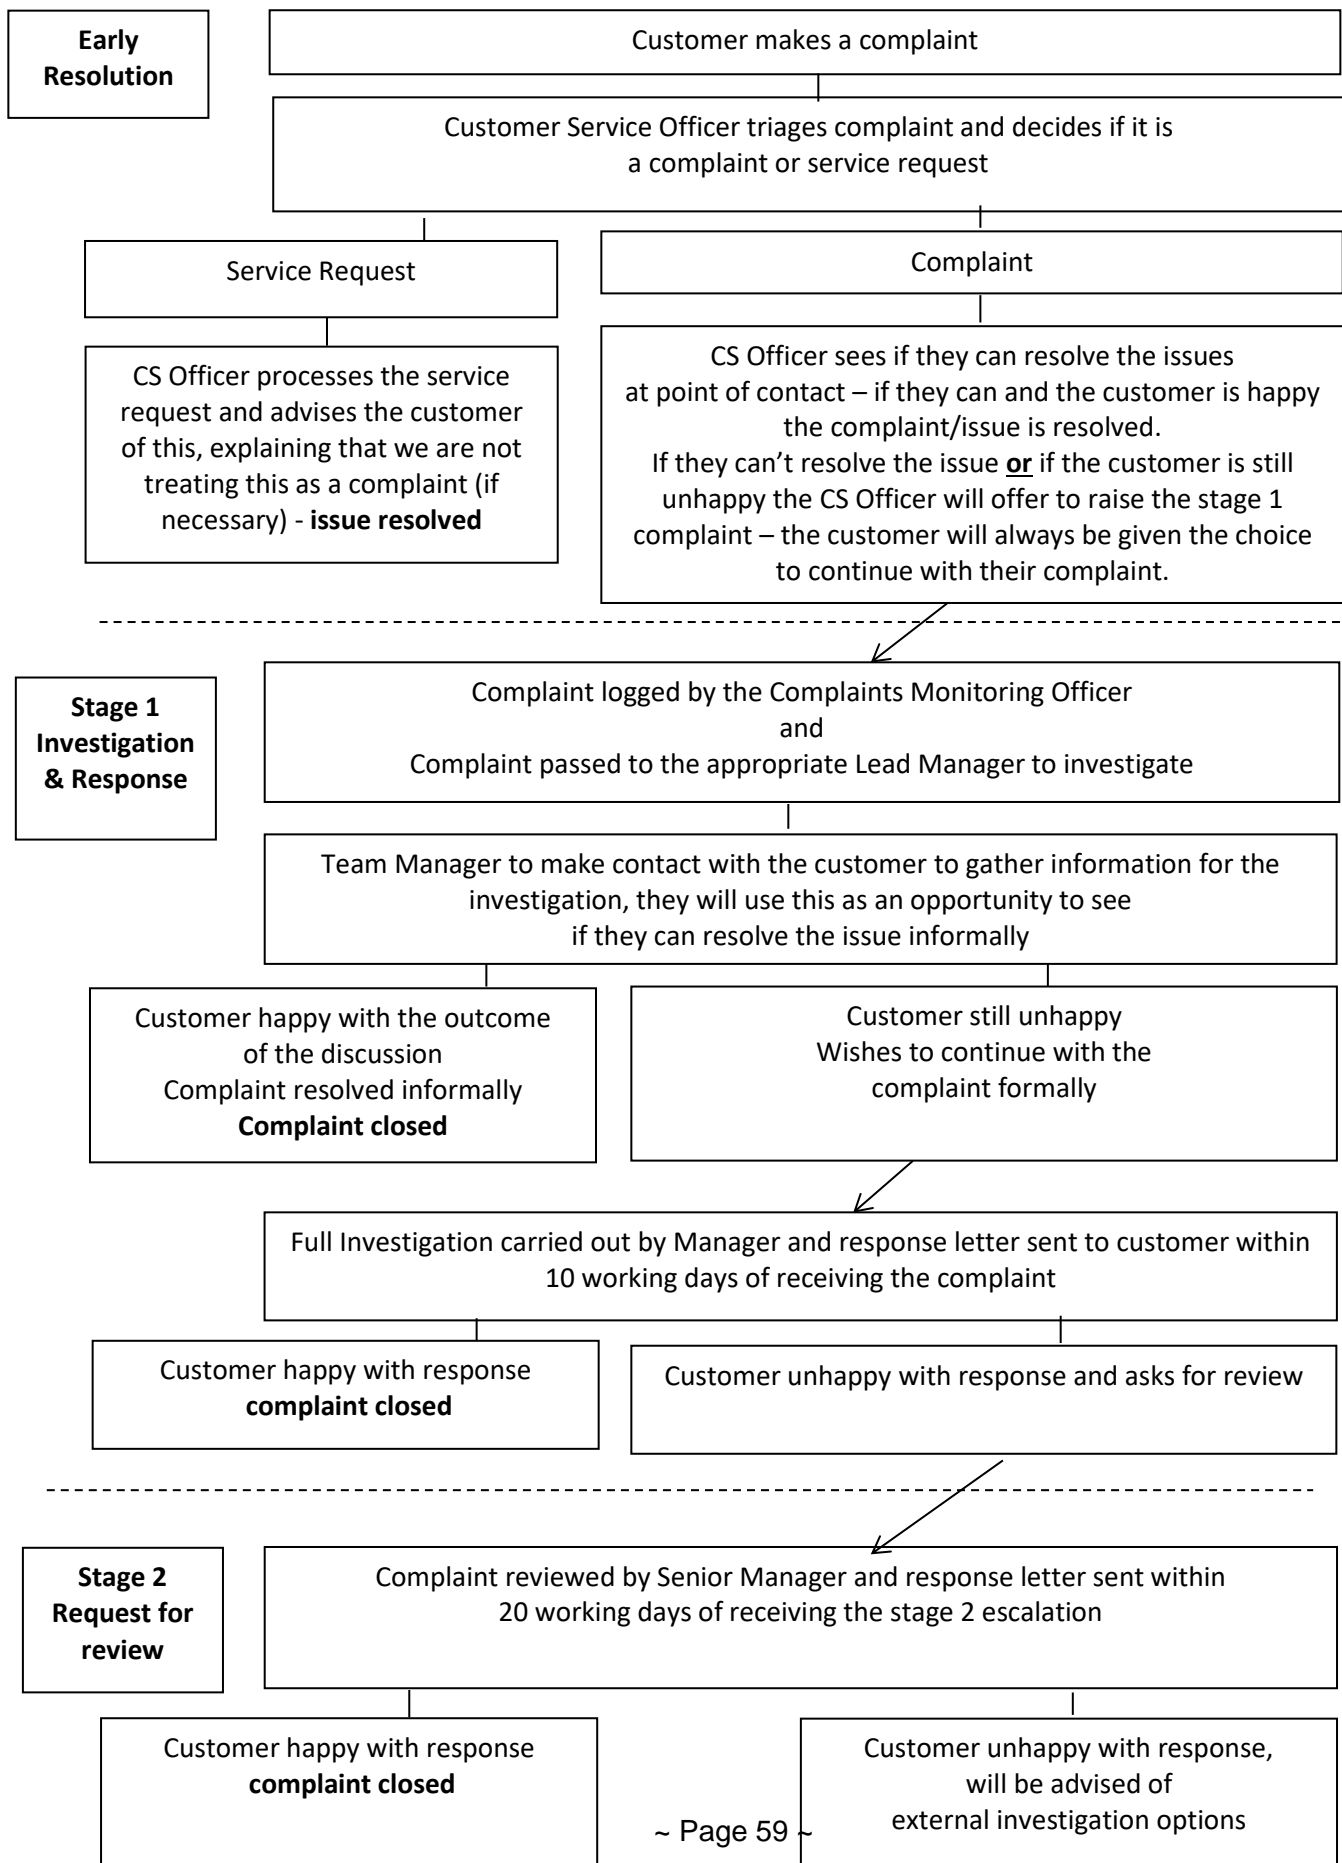 Early
Resolution
Customer makes a complaint
Customer Service Officer triages complaint and decides if it is
a complaint or service request
Service Request
Complaint
CS Officer processes the service
request and advises the customer
of this, explaining that we are not
treating this as a complaint (if
necessary) - issue resolved
CS Officer sees if they can resolve the issues
at point of contact – if they can and the customer is happy
the complaint/issue is resolved.
If they can’t resolve the issue or if the customer is still
unhappy the CS Officer will offer to raise the stage 1
complaint – the customer will always be given the choice
to continue with their complaint.
Stage 1
Investigation
& Response
Complaint logged by the Complaints Monitoring Officer
and
Complaint passed to the appropriate Lead Manager to investigate
Team Manager to make contact with the customer to gather information for the
investigation, they will use this as an opportunity to see
if they can resolve the issue informally
Customer happy with the outcome
of the discussion
Complaint resolved informally
Complaint closed
Customer still unhappy
Wishes to continue with the
complaint formally
Full Investigation carried out by Manager and response letter sent to customer within
10 working days of receiving the complaint
Customer happy with response
complaint closed
Customer unhappy with response and asks for review
Stage 2
Request for
review
Complaint reviewed by Senior Manager and response letter sent within
20 working days of receiving the stage 2 escalation
Customer happy with response
complaint closed
Customer unhappy with response,
will be advised of
external investigation options
~ Page 59 ~